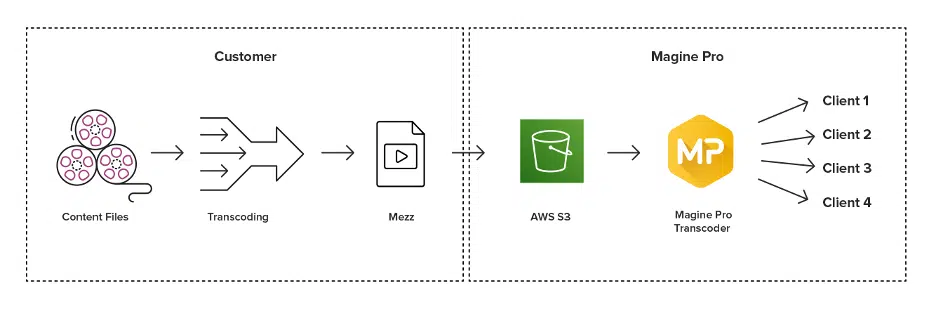 Customer
Magine Pro
Content Files
Transcoding
Mezz
AWS S3
MP
Magine Pro
Transcoder
Client 1
Client 2
Client 3
Client 4